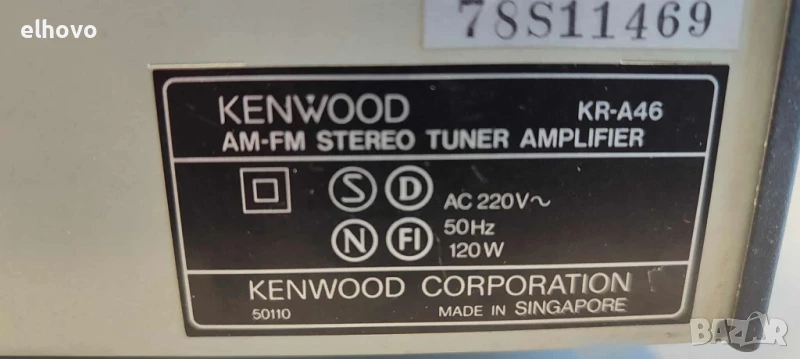 elhovo
78S11469
KENWOOD KR-A46
AM-FM STEREO TUNER AMPLIFIER
S D AC 220V~
50Hz
N FI 120W
KENWOOD CORPORATION
50110 MADE IN SINGAPORE
BAZAR